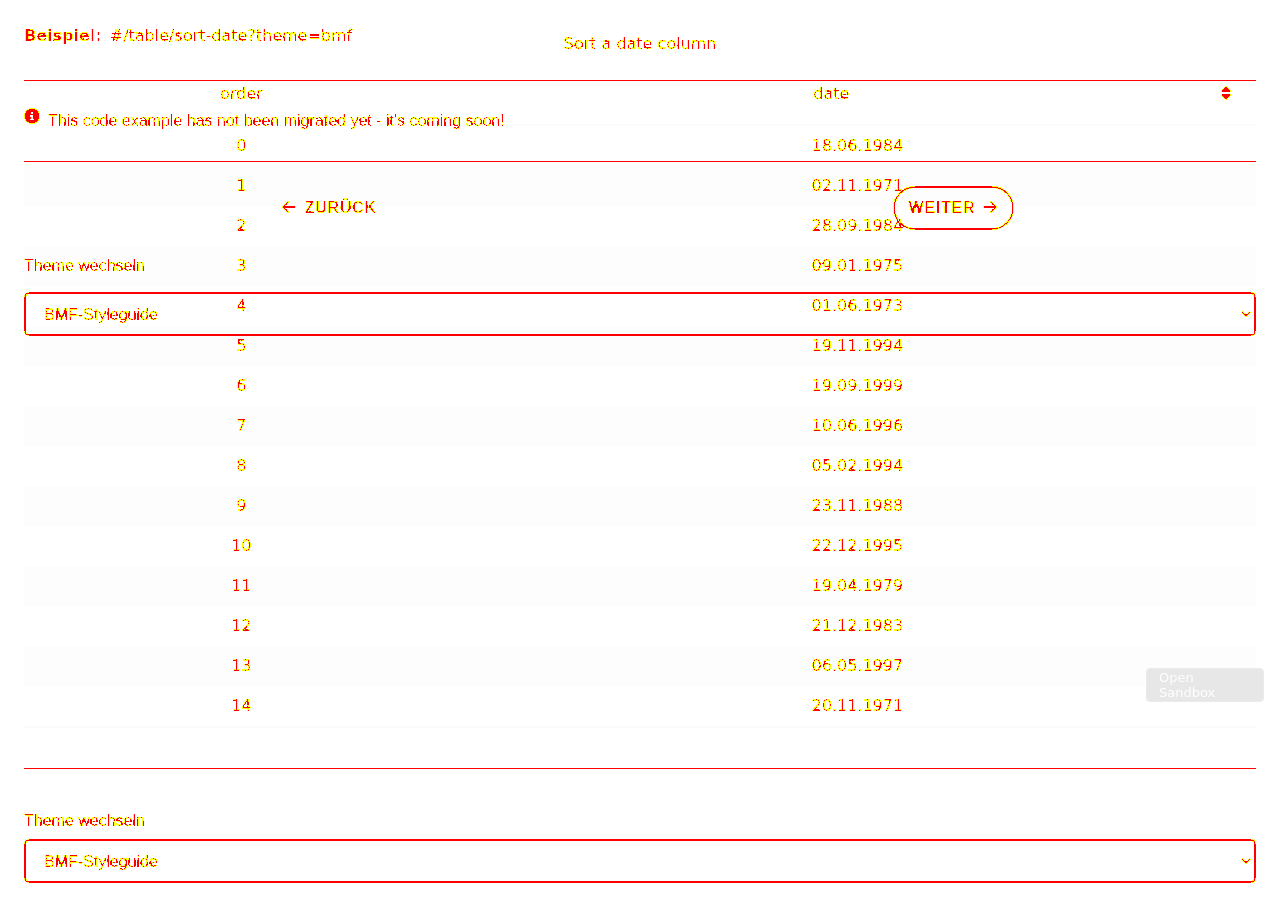 Beispiel: #/table/sort-date?theme=bmf
Sort a date column
order date
This code example has not been migrated yet - it's coming soon!
0 18.06.1984
1 02.11.1971
← ZURÜCK WEITER →
2 28.09.1984
Theme wechseln 3 09.01.1975
4 01.06.1973
BMF-Styleguide
5 19.11.1994
6 19.09.1999
7 10.06.1996
8 05.02.1994
9 23.11.1988
10 22.12.1995
11 19.04.1979
12 21.12.1983
13 06.05.1997
Open
Sandbox
14 20.11.1971
Theme wechseln
BMF-Styleguide